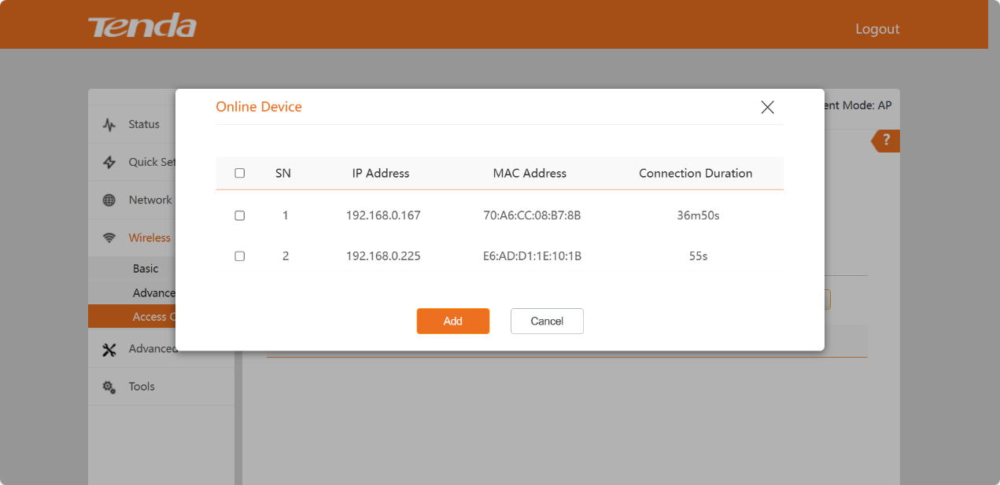 Tenda
Logout
Online Device
ent Mode: AP
?
Status
Quick Set
Network
Wireless
Basic
Advance
Access C
Advanced
Tools
SN IP Address MAC Address Connection Duration
1 192.168.0.167 70:A6:CC:08:B7:8B 36m50s
2 192.168.0.225 E6:AD:D1:1E:10:1B 55s
Add Cancel